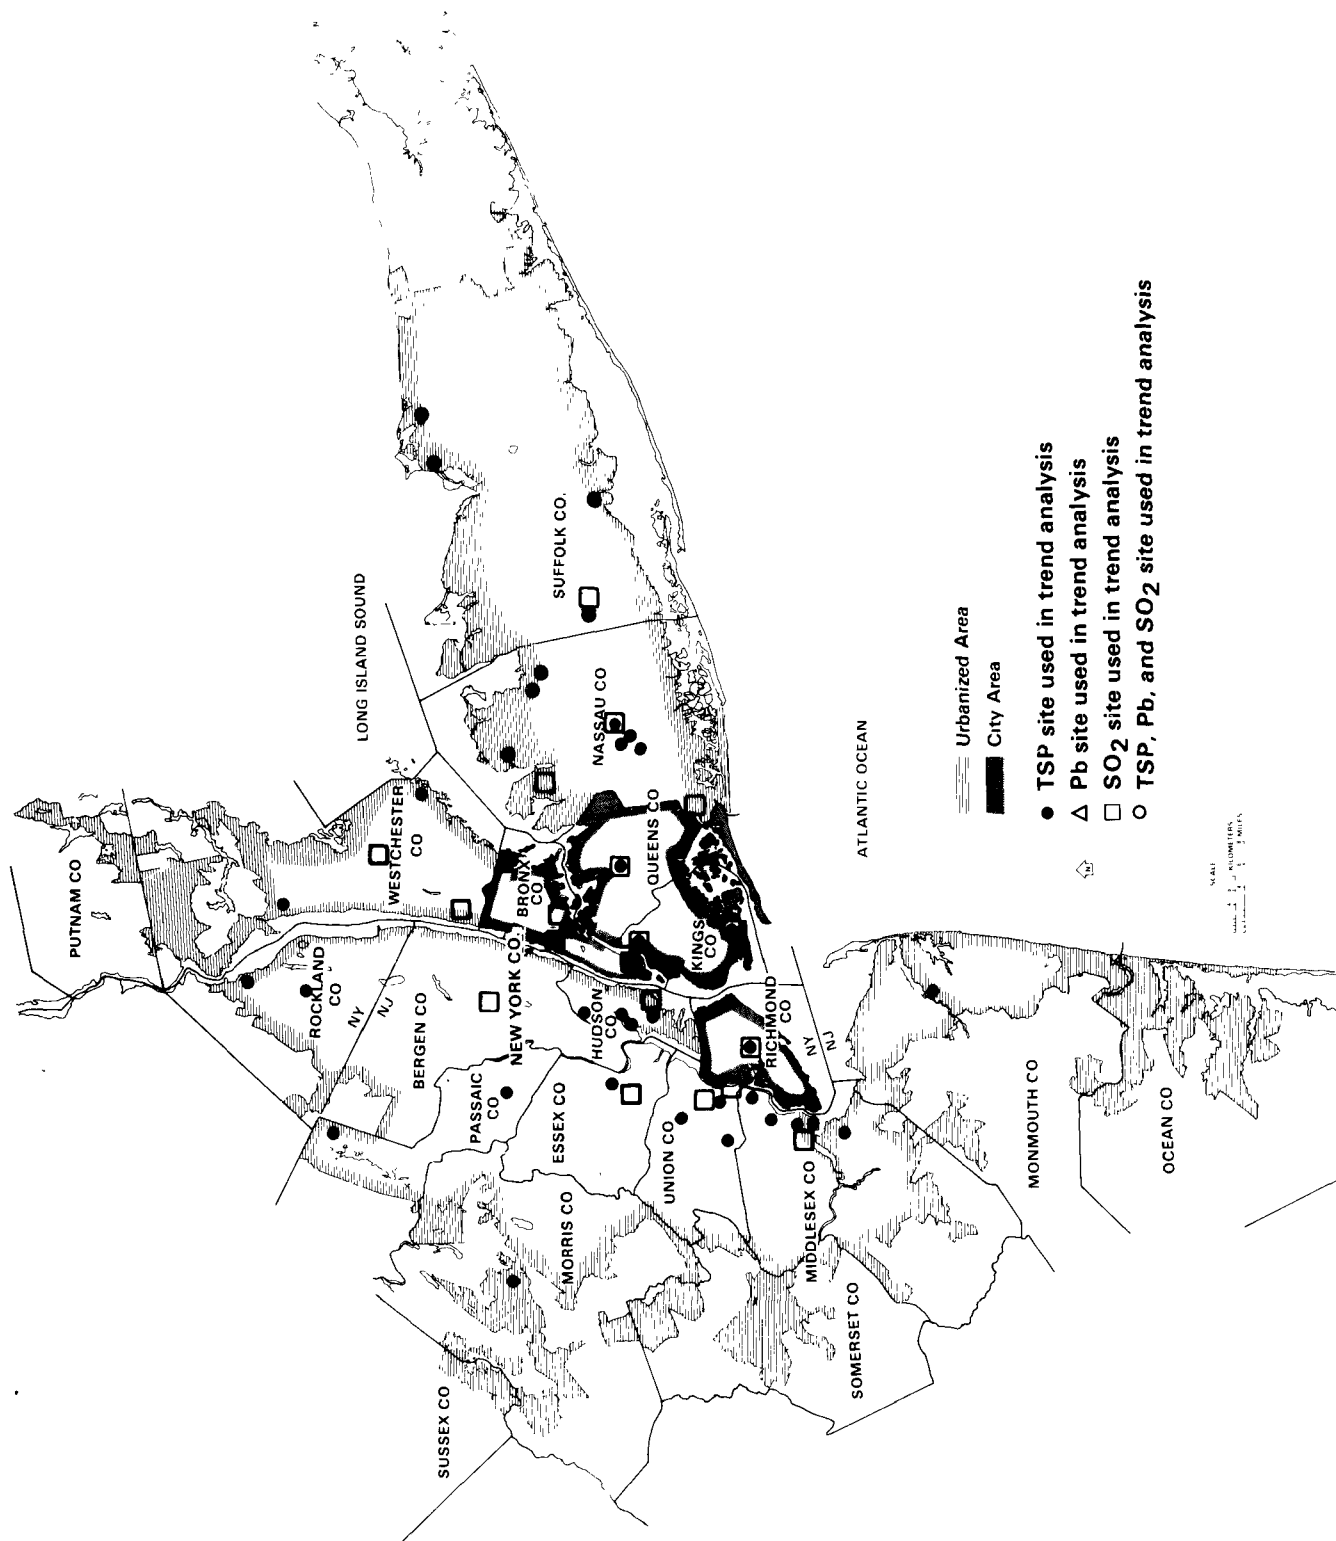 PUTNAM CO
WESTCHESTER
CO
LONG ISLAND SOUND
ROCKLAND
CO
NY
NJ
BERGEN CO
PASSAIC
CO
NEW YORK CO.
BRONX
CO
HUDSON
CO
ESSEX CO
MORRIS CO
SUSSEX CO
UNION CO
MIDDLESEX CO
SOMERSET CO
RICHMOND
CO
NY
NJ
KINGS
CO
QUEENS CO
NASSAU CO
SUFFOLK CO.
ATLANTIC OCEAN
MONMOUTH CO
OCEAN CO
Urbanized Area
City Area
TSP site used in trend analysis
Pb site used in trend analysis
SO2 site used in trend analysis
TSP, Pb, and SO2 site used in trend analysis
N
SCALE
KILOMETERS
MILES